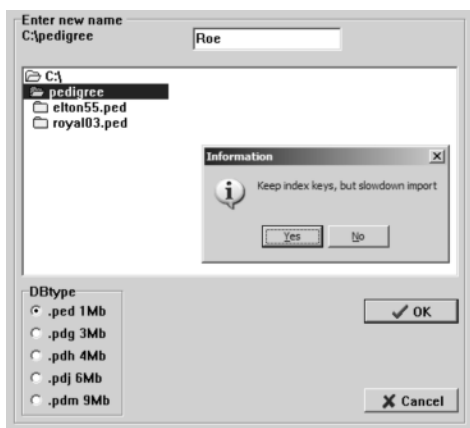 Enter new name
C:\pedigree
Roe
C:\
pedigree
elton55.ped
royal03.ped
Information
Keep index keys, but slowdown import
Yes
No
DBtype
.ped 1Mb
.pdg 3Mb
.pdh 4Mb
.pdj 6Mb
.pdm 9Mb
OK
Cancel